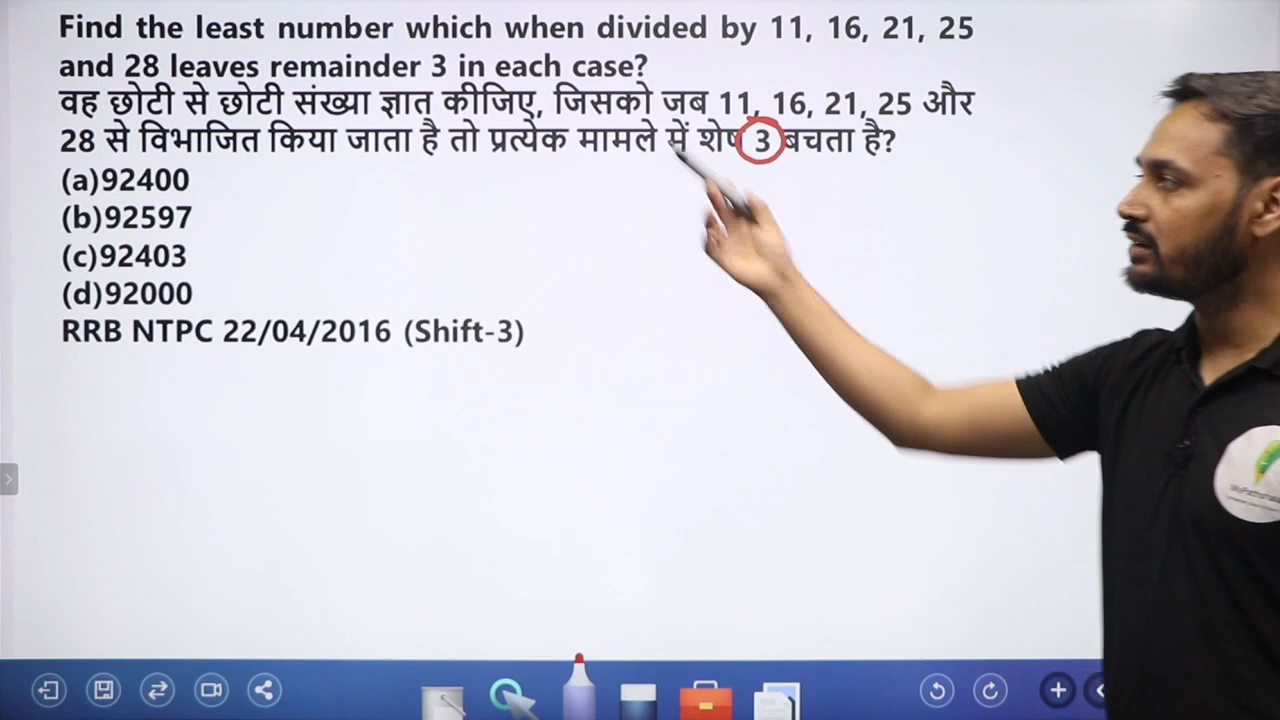 Find the least number which when divided by 11, 16, 21, 25
and 28 leaves remainder 3 in each case?
वह छोटी से छोटी संख्या ज्ञात कीजिए, जिसको जब 11, 16, 21, 25 और
28 से विभाजित किया जाता है तो प्रत्येक मामले में शेष 3 बचता है?
(a)92400
(b)92597
(c)92403
(d)92000
RRB NTPC 22/04/2016 (Shift-3)